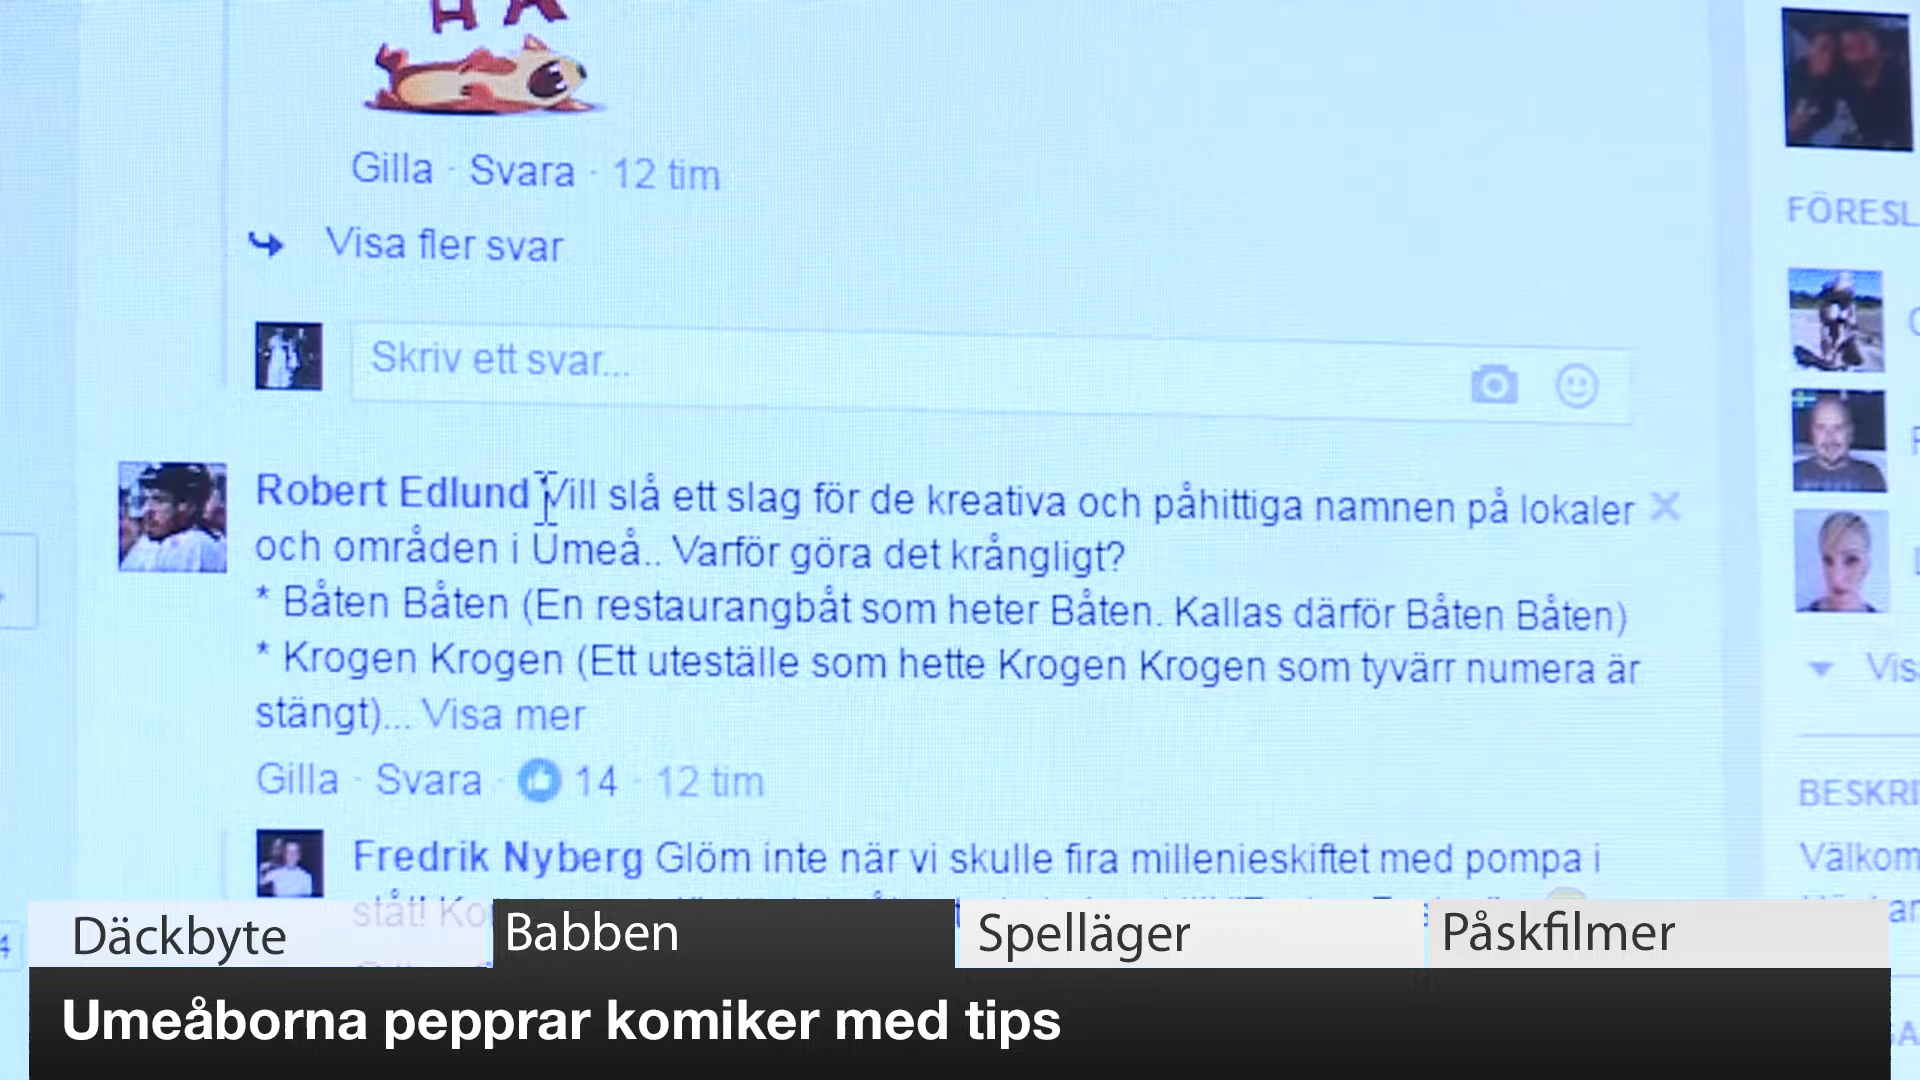 Gilla · Svara · 12 tim
FÖRESL
Visa fler svar
Skriv ett svar...
Robert Edlund Vill slå ett slag för de kreativa och påhittiga namnen på lokaler
och områden i Umeå.. Varför göra det krångligt?
* Båten Båten (En restaurangbåt som heter Båten. Kallas därför Båten Båten)
* Krogen Krogen (Ett uteställe som hette Krogen Krogen som tyvärr numera är
stängt)... Visa mer
Vis
Gilla · Svara · 14 · 12 tim
BESKRI
Fredrik Nyberg Glöm inte när vi skulle fira millenieskiftet med pompa i
Välkom
ståt!
Däckbyte
Babben
Spelläger
Påskfilmer
Umeåborna pepprar komiker med tips